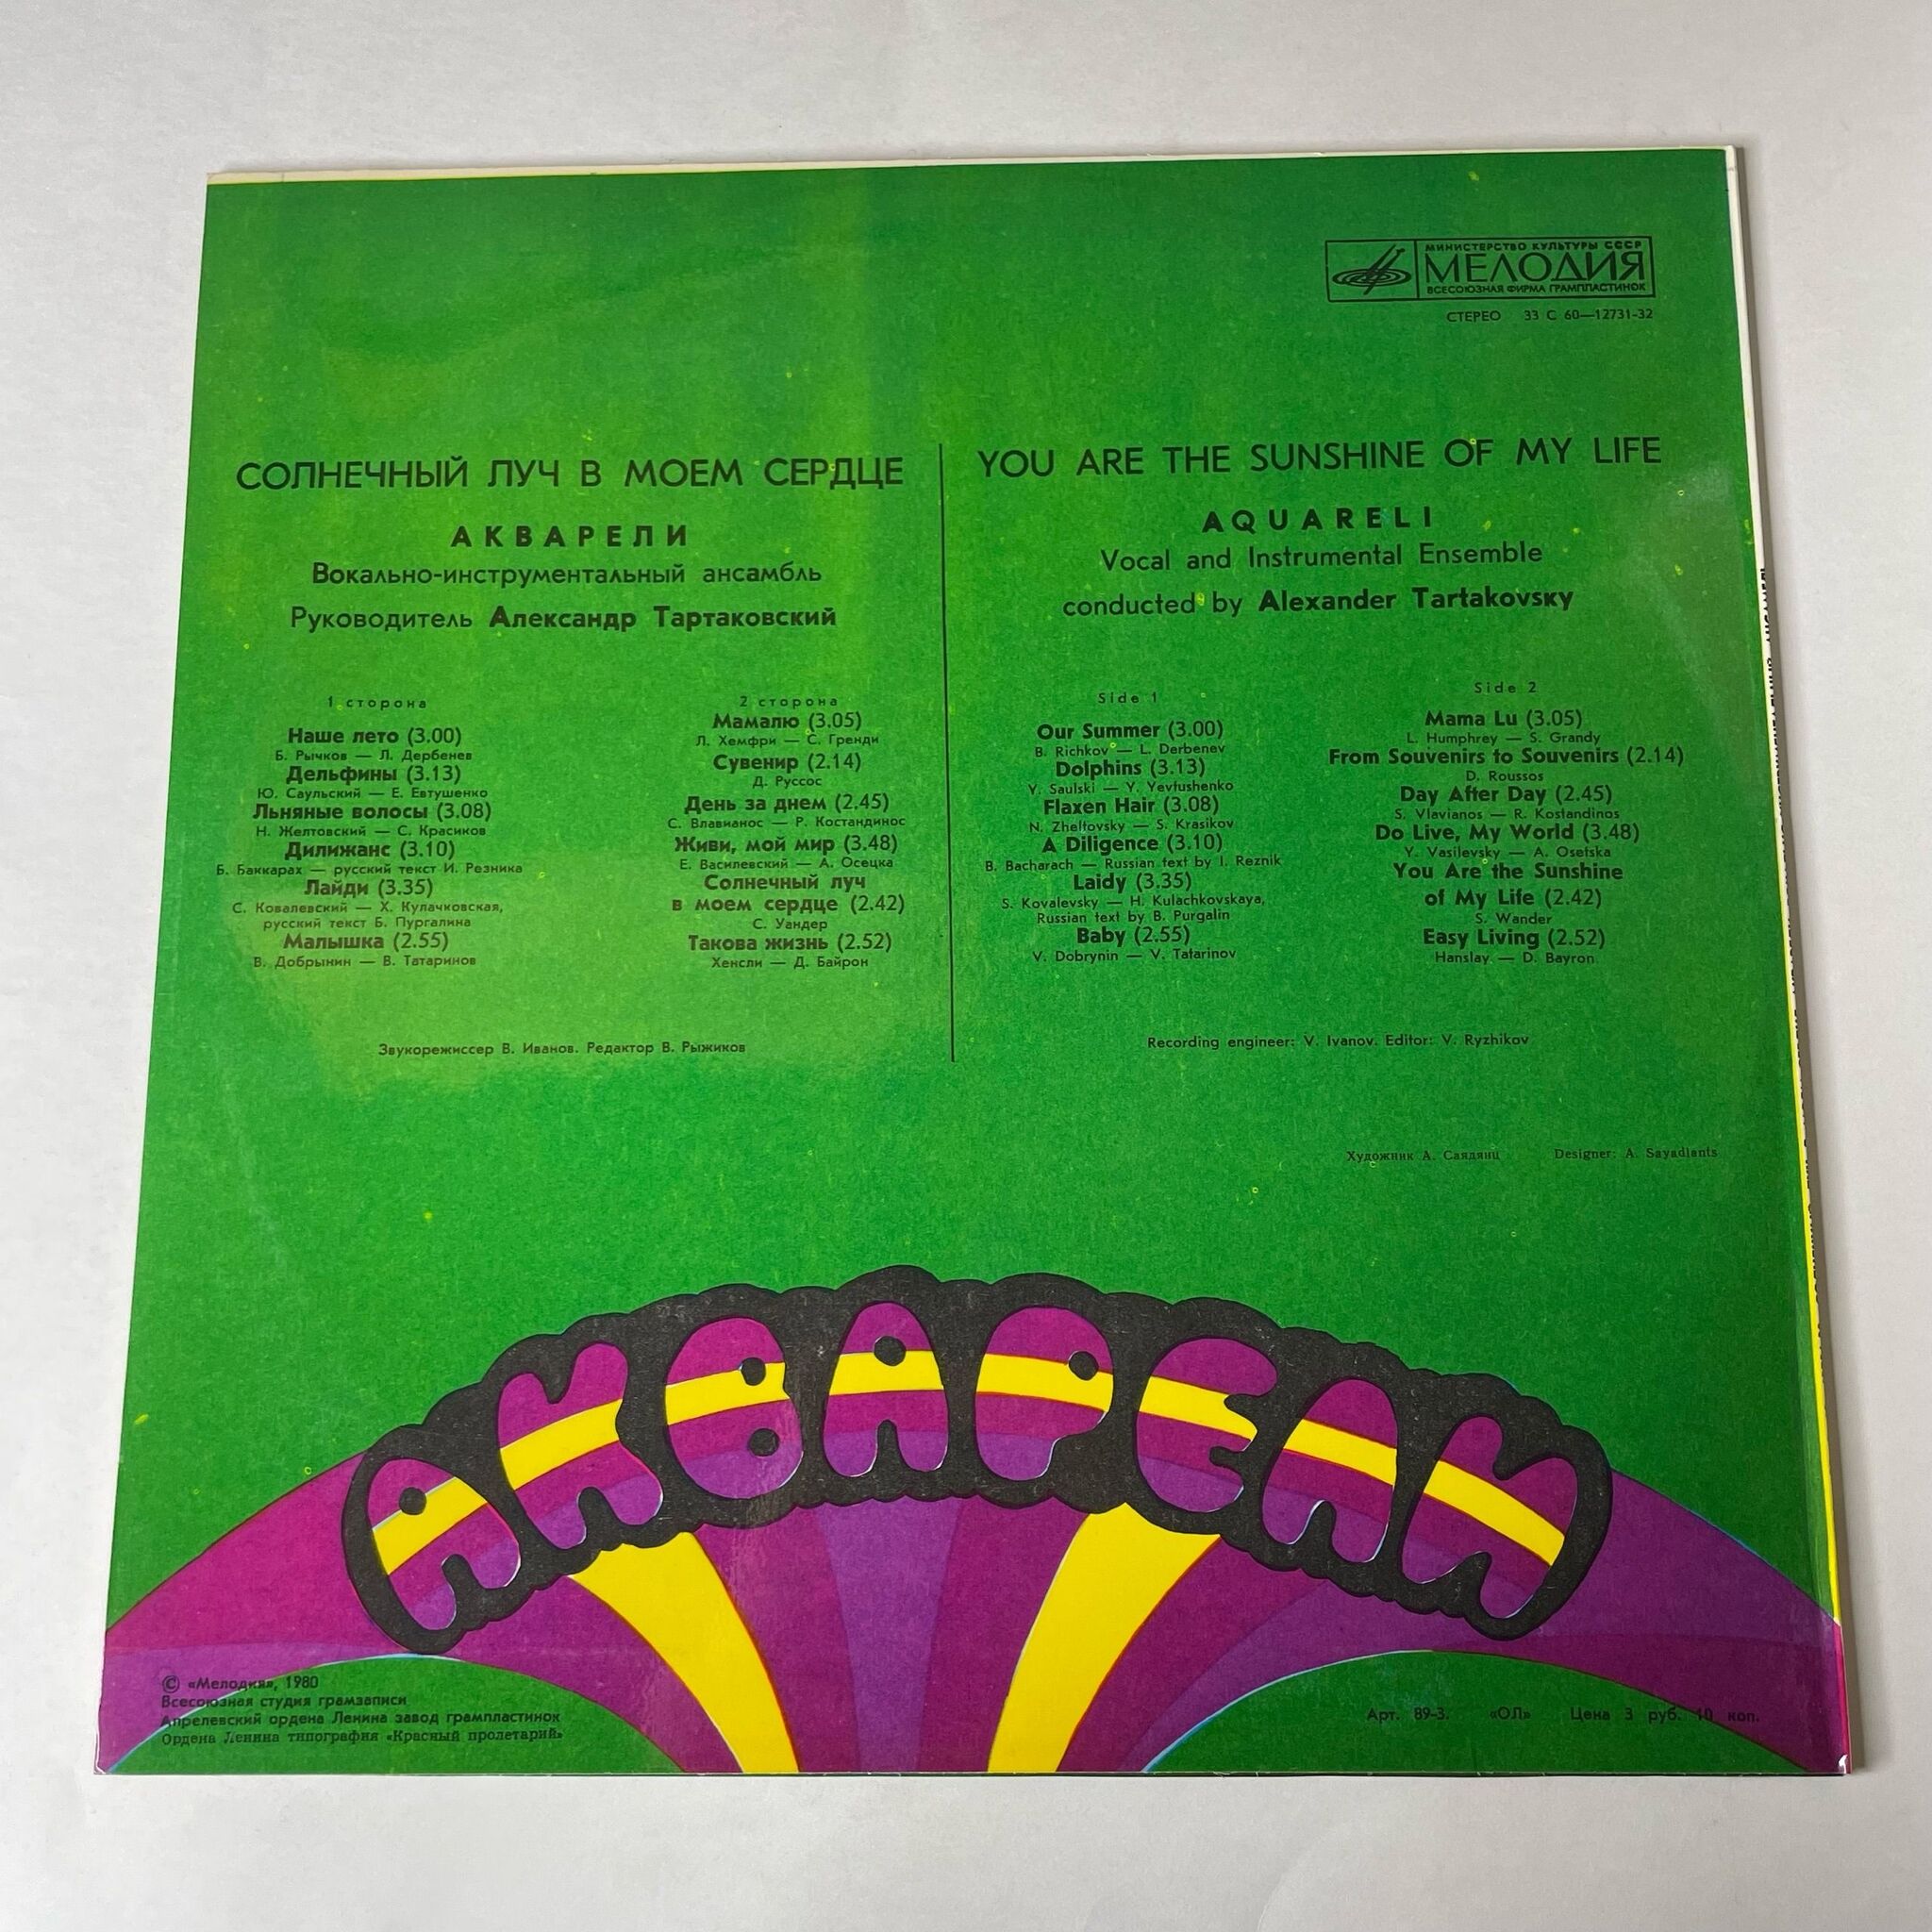 МИНИСТЕРСТВО КУЛЬТУРЫ СССР
МЕЛОДИЯ
ВСЕСОЮЗНАЯ ФИРМА ГРАМПЛАСТИНОК
СТЕРЕО 33 С 60—12731-32
СОЛНЕЧНЫЙ ЛУЧ В МОЕМ СЕРДЦЕ
АКВАРЕЛИ
Вокально-инструментальный ансамбль
Руководитель Александр Тартаковский
1 сторона
Наше лето (3.00)
Б. Рычков — Л. Дербенев
Дельфины (3.13)
Ю. Саульский — Е. Евтушенко
Льняные волосы (3.08)
Н. Желтовский — С. Красиков
Дилижанс (3.10)
Б. Баккарах — русский текст И. Резника
Лайди (3.35)
С. Ковалевский — Х. Кулачковская,
русский текст Б. Пургалина
Малышка (2.55)
В. Добрынин — В. Татаринов
2 сторона
Мамалю (3.05)
Л. Хемфри — С. Гренди
Сувенир (2.14)
Д. Руссос
День за днем (2.45)
С. Влавианос — Р. Костандинос
Живи, мой мир (3.48)
Е. Василевский — А. Осецка
Солнечный луч
в моем сердце (2.42)
С. Уандер
Такова жизнь (2.52)
Хенсли — Д. Байрон
Звукорежиссер В. Иванов. Редактор В. Рыжиков
YOU ARE THE SUNSHINE OF MY LIFE
AQUARELI
Vocal and Instrumental Ensemble
conducted by Alexander Tartakovsky
Side 1
Our Summer (3.00)
B. Richkov — L. Derbenev
Dolphins (3.13)
Y. Saulski — Y. Yevtushenko
Flaxen Hair (3.08)
N. Zheltovsky — S. Krasikov
A Diligence (3.10)
B. Bacharach — Russian text by I. Reznik
Laidy (3.35)
S. Kovalevsky — H. Kulachkovskaya,
Russian text by B. Purgalin
Baby (2.55)
V. Dobrynin — V. Tatarinov
Side 2
Mama Lu (3.05)
L. Humphrey — S. Grandy
From Souvenirs to Souvenirs (2.14)
D. Roussos
Day After Day (2.45)
S. Vlavianos — R. Kostandinos
Do Live, My World (3.48)
Y. Vasilevsky — A. Osetska
You Are the Sunshine
of My Life (2.42)
S. Wander
Easy Living (2.52)
Hanslay — D. Bayron
Recording engineer: V. Ivanov. Editor: V. Ryzhikov
Художник А. Саядянц Designer: A. Sayadiants
АКВАРЕЛИ
© «Мелодия», 1980
Всесоюзная студия грамзаписи
Апрелевский ордена Ленина завод грампластинок
Ордена Ленина типография «Красный пролетарий»
Арт. 89-3. «ОЛ» Цена 3 руб. 10 коп.